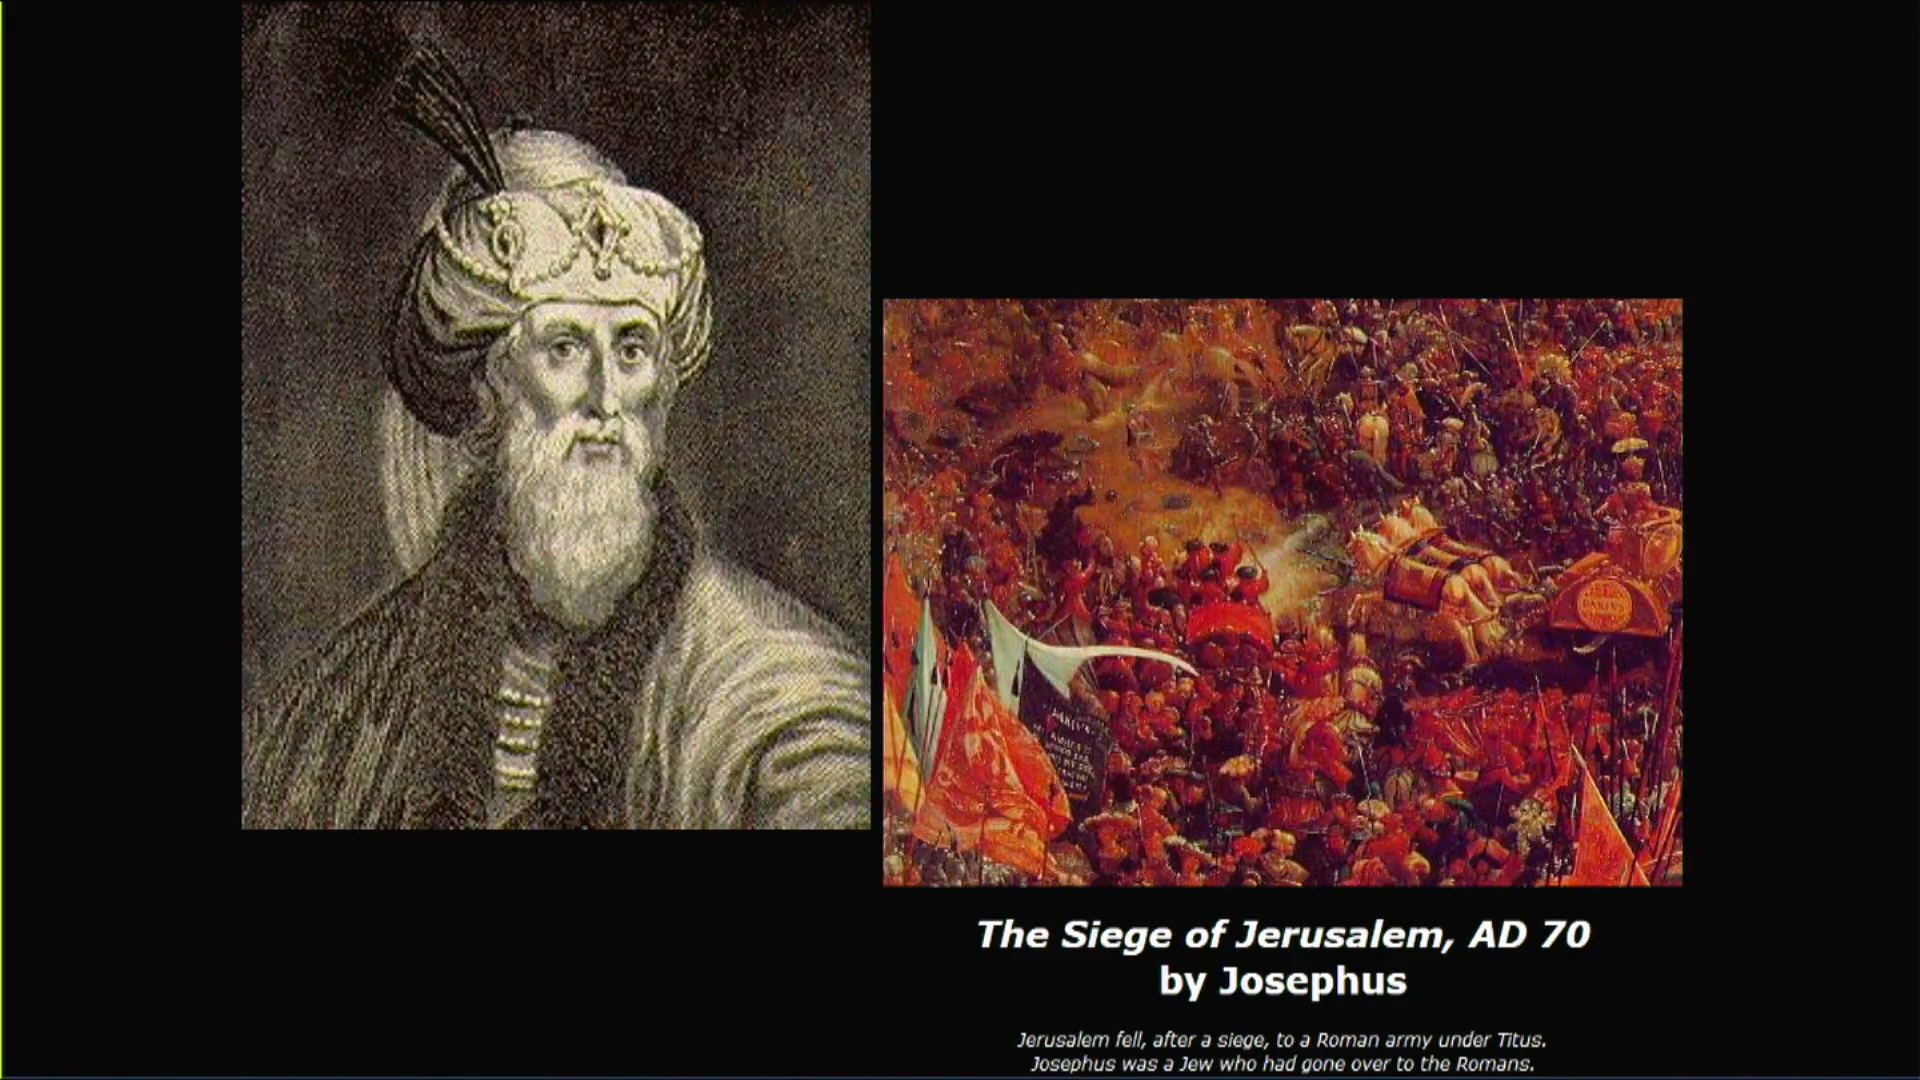 The Siege of Jerusalem, AD 70
by Josephus
Jerusalem fell, after a siege, to a Roman army under Titus.
Josephus was a Jew who had gone over to the Romans.